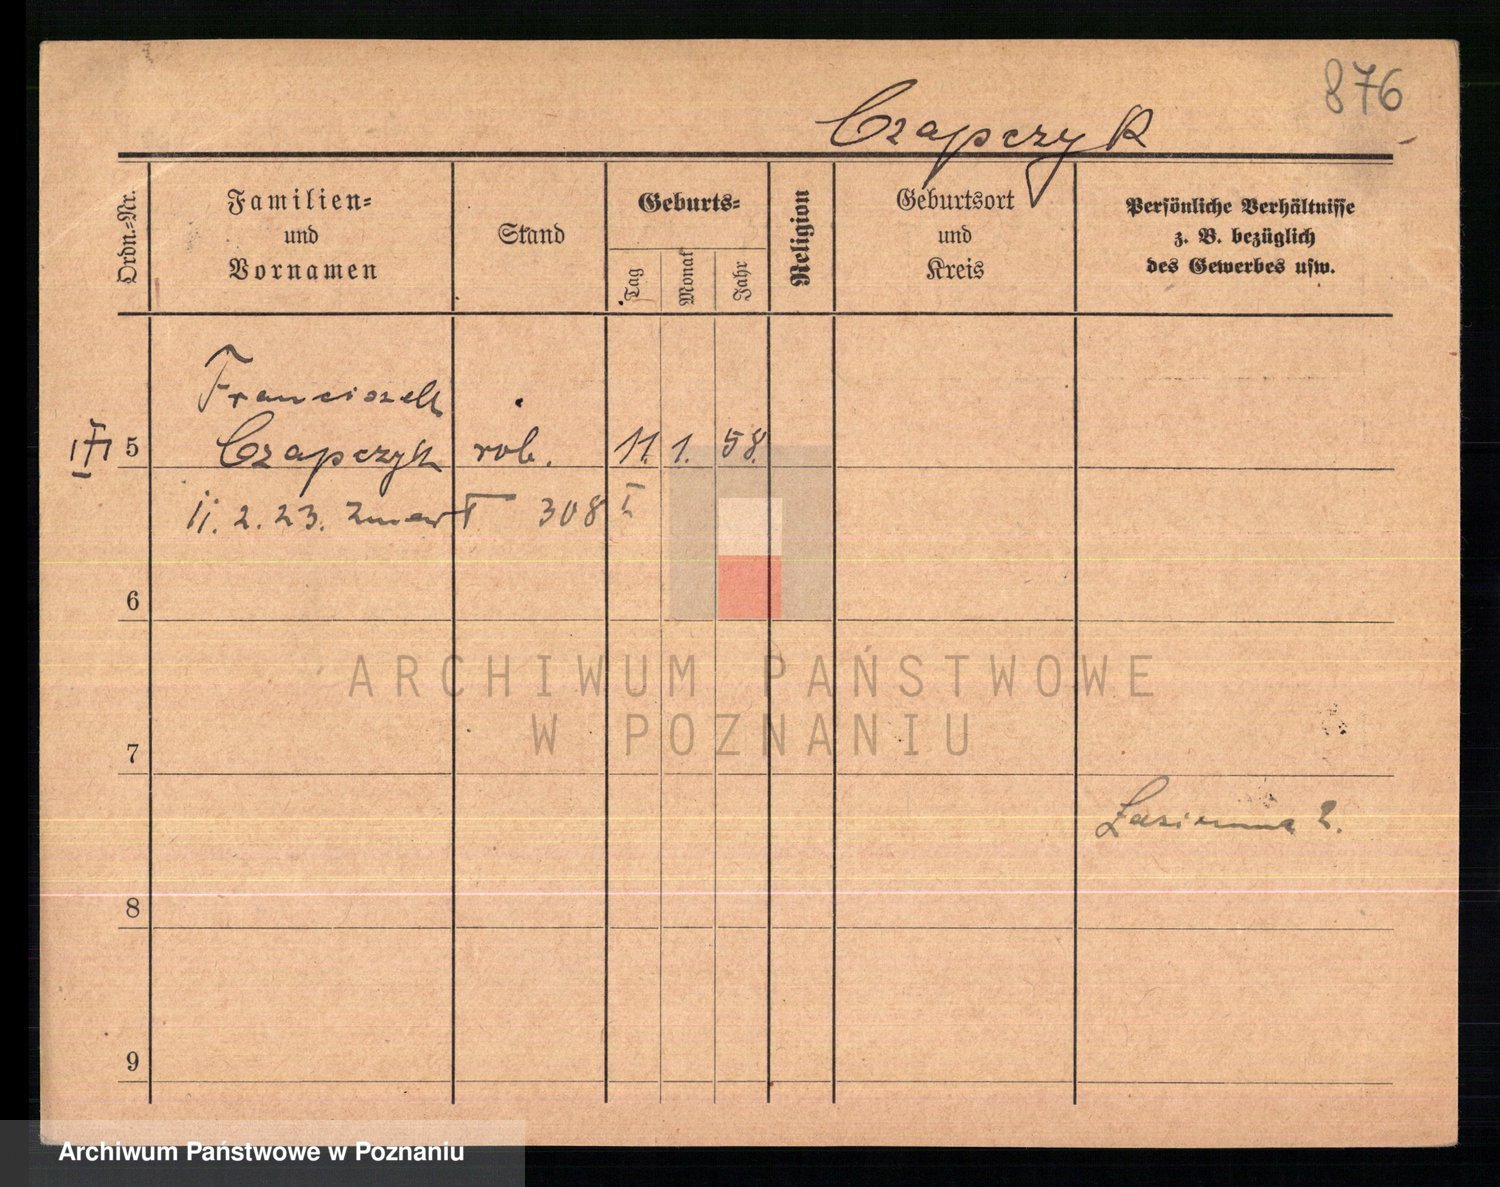 876
Czapczyk
Ordn.-Nr.
Familien-
und
Vornamen
Stand
Geburts-
Tag
Monat
Jahr
Religion
Geburtsort
und
Kreis
Persönliche Verhältnisse
z. B. bezüglich
des Gewerbes usw.
Franciszek
5 Czapczyk rob. 11. 1. 58.
11. 2. 23. zmarł 308 I
6
ARCHIWUM PAŃSTWOWE
W POZNANIU
7
2.
8
9
Archiwum Państwowe w Poznaniu